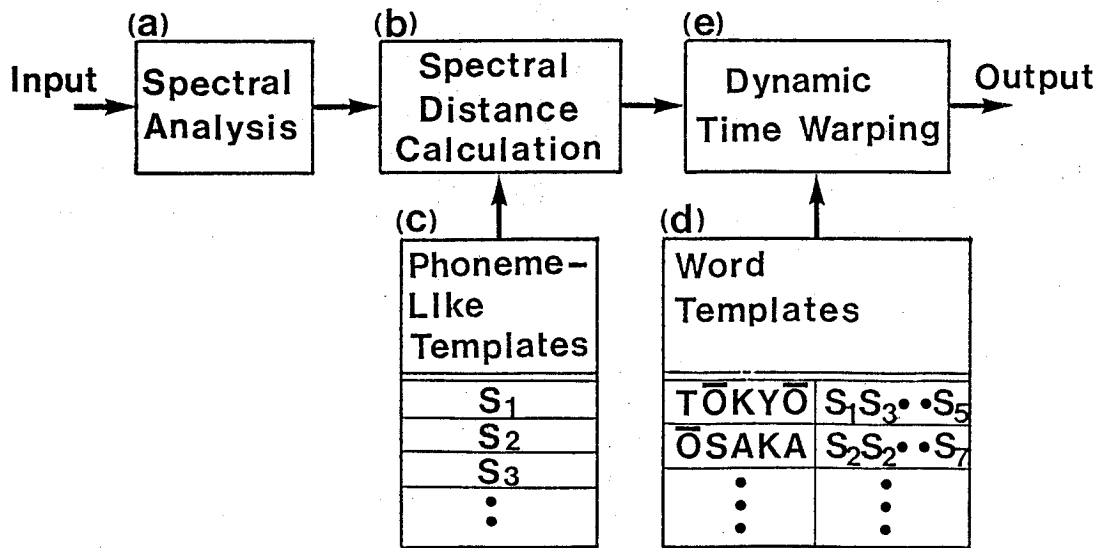 (a)
(b)
(e)
Input
Spectral
Analysis
Spectral
Distance
Calculation
Dynamic
Time Warping
Output
(c)
(d)
Phoneme-
LIke
Templates
S1
S2
S3
Word
Templates
TŌKYŌ S1S3••S5
ŌSAKA S2S2••S7